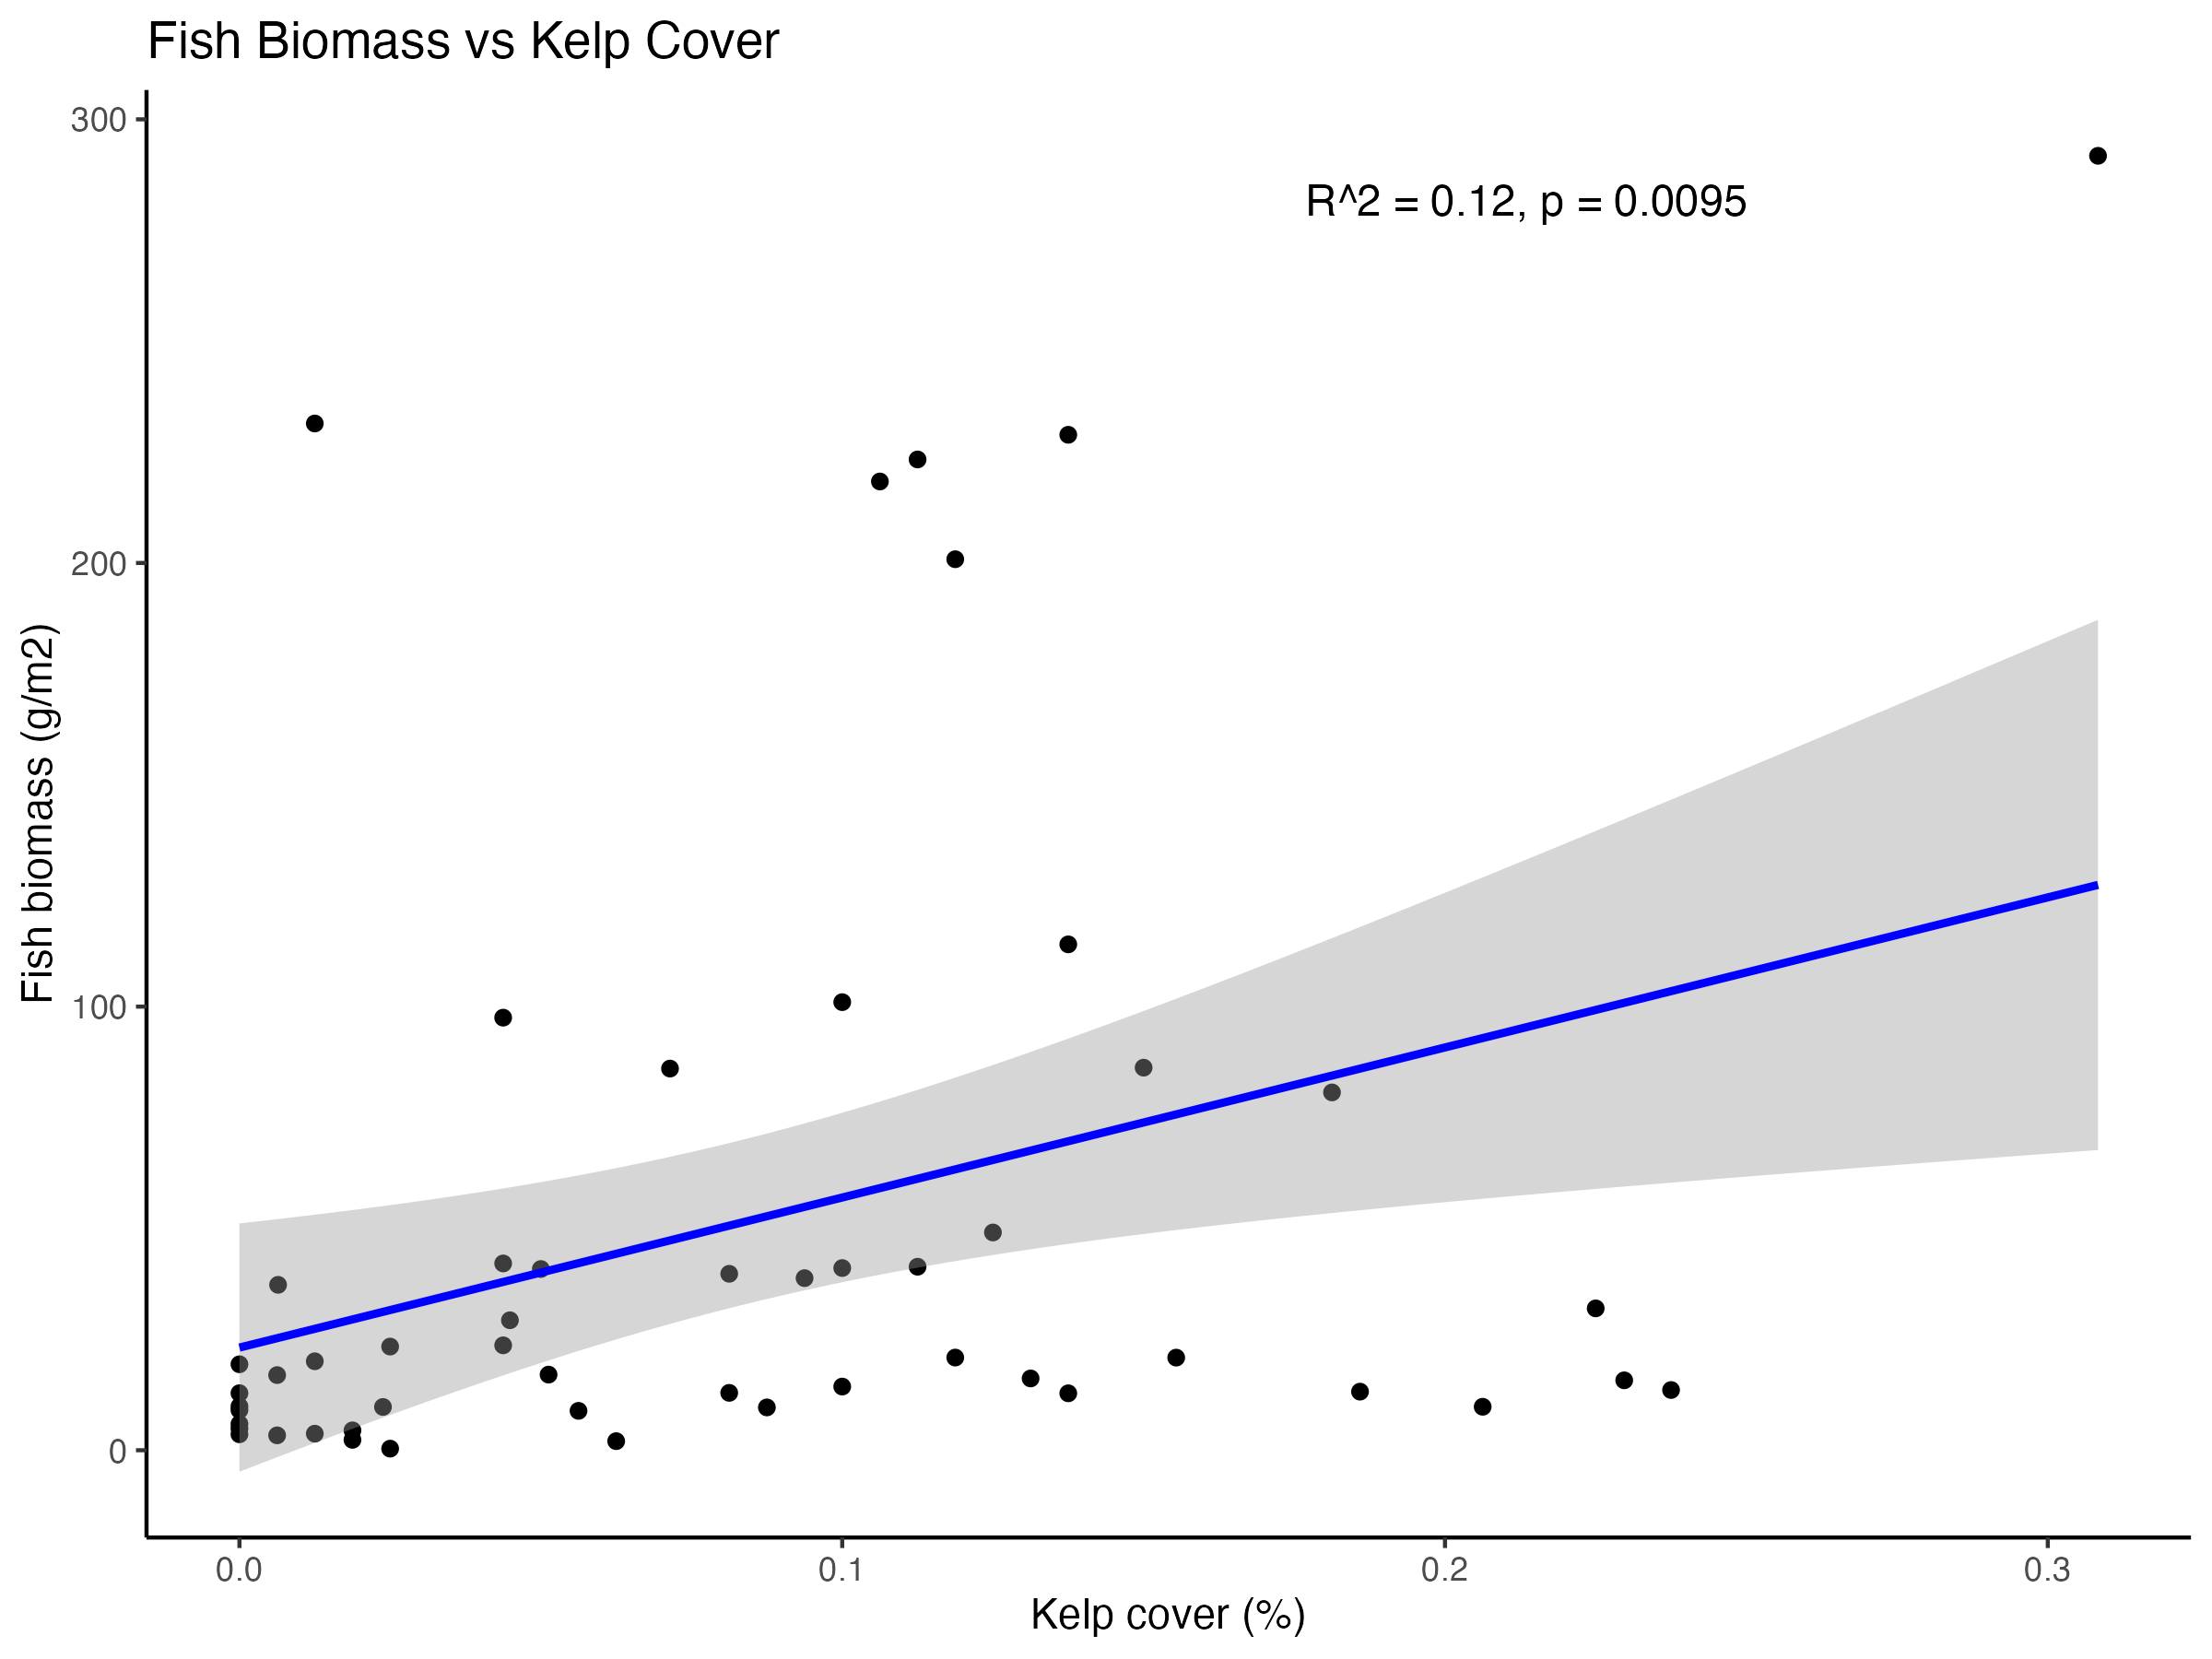 Fish Biomass vs Kelp Cover
R^2 = 0.12, p = 0.0095
Fish biomass (g/m2)
300
200
100
0
0.0
0.1
0.2
0.3
Kelp cover (%)